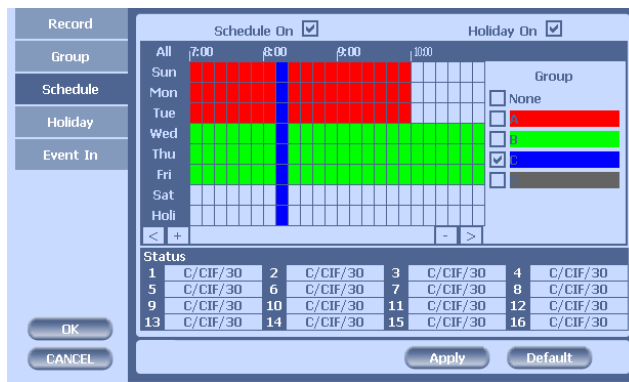 Record
Group
Schedule
Holiday
Event In
OK
CANCEL
Schedule On Holiday On
All 7:00 8:00 9:00 10:00
Sun
Mon
Tue
Wed
Thu
Fri
Sat
Holi
< + - >
Group
None
A
B
C
Status
1 C/CIF/30 2 C/CIF/30 3 C/CIF/30 4 C/CIF/30
5 C/CIF/30 6 C/CIF/30 7 C/CIF/30 8 C/CIF/30
9 C/CIF/30 10 C/CIF/30 11 C/CIF/30 12 C/CIF/30
13 C/CIF/30 14 C/CIF/30 15 C/CIF/30 16 C/CIF/30
Apply Default